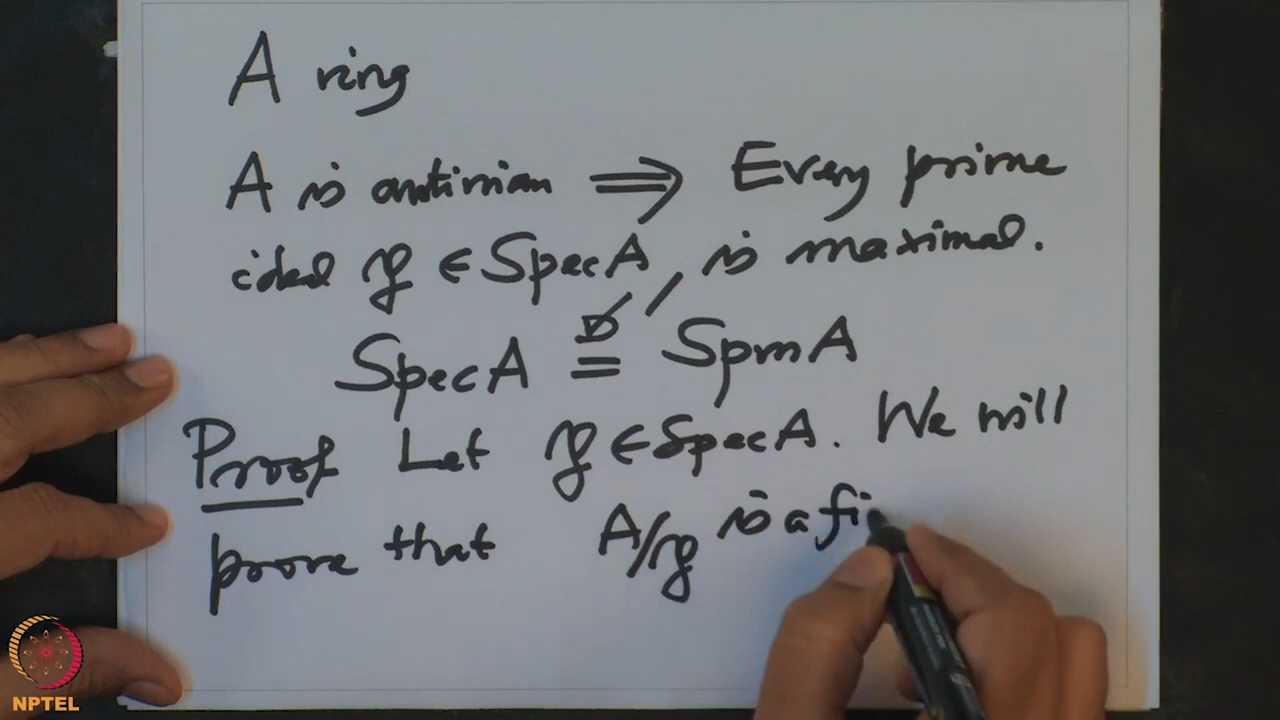 A ring
A is artinian ⟹ Every prime
ideal 𝔭 ∈ Spec A, is maximal.
Spec A = Spm A
Proof Let 𝔭 ∈ Spec A. We will
prove that A/𝔭 is a fi
NPTEL